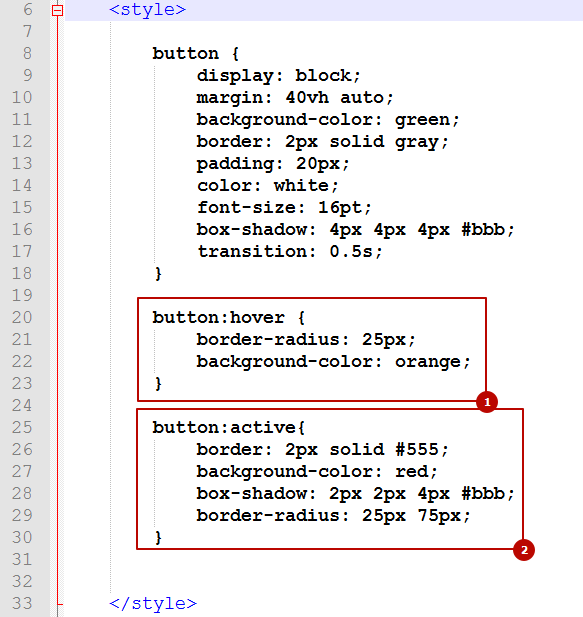 6 <style>
7
8 button {
9 display: block;
10 margin: 40vh auto;
11 background-color: green;
12 border: 2px solid gray;
13 padding: 20px;
14 color: white;
15 font-size: 16pt;
16 box-shadow: 4px 4px 4px #bbb;
17 transition: 0.5s;
18 }
19
20 button:hover {
21 border-radius: 25px;
22 background-color: orange;
23 }
1
24
25 button:active{
26 border: 2px solid #555;
27 background-color: red;
28 box-shadow: 2px 2px 4px #bbb;
29 border-radius: 25px 75px;
30 }
2
31
32
33 </style>